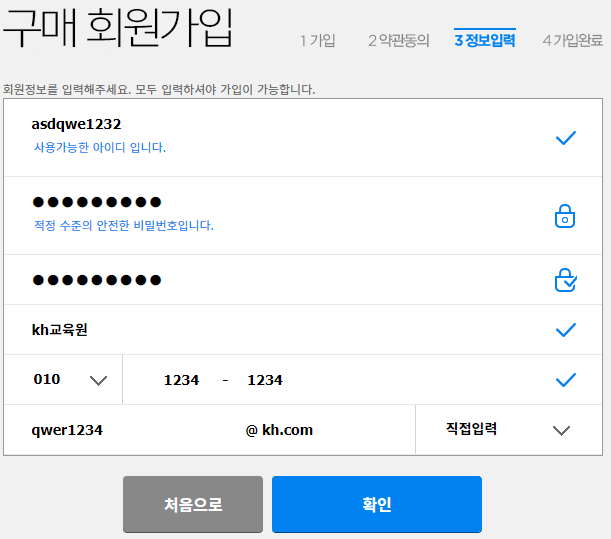 구매 회원가입
1 가입 2 약관동의 3 정보입력 4 가입완료
회원정보를 입력해주세요. 모두 입력하셔야 가입이 가능합니다.
asdqwe1232
사용가능한 아이디 입니다.
●●●●●●●●●
적정 수준의 안전한 비밀번호입니다.
●●●●●●●●●
kh교육원
010 1234 - 1234
qwer1234 @ kh.com 직접입력
처음으로 확인